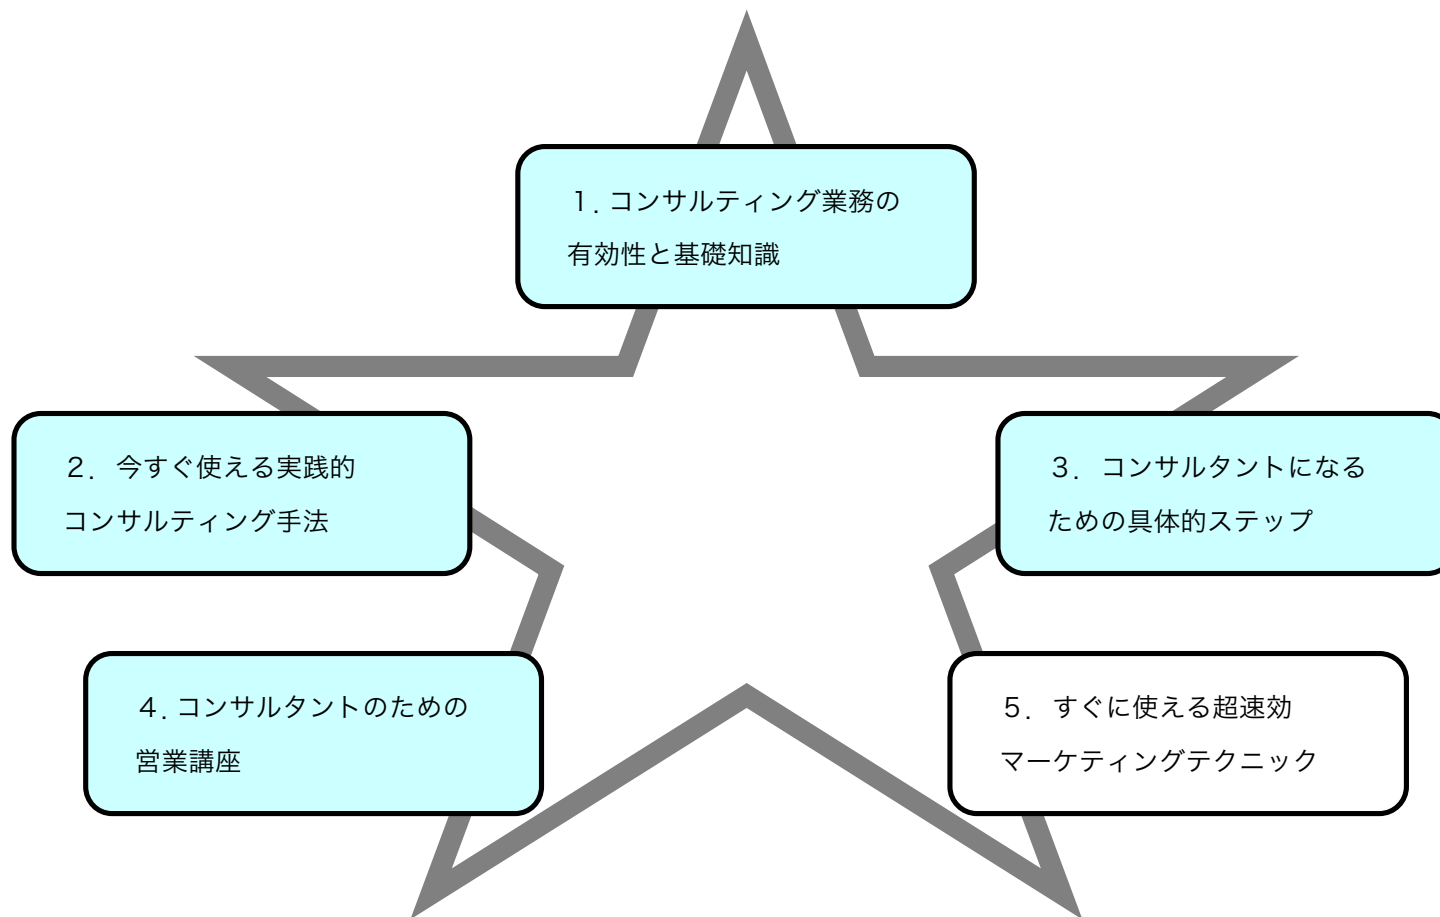 １．コンサルティング業務の
有効性と基礎知識
２．今すぐ使える実践的
コンサルティング手法
３．コンサルタントになる
ための具体的ステップ
４．コンサルタントのための
営業講座
５．すぐに使える超速効
マーケティングテクニック